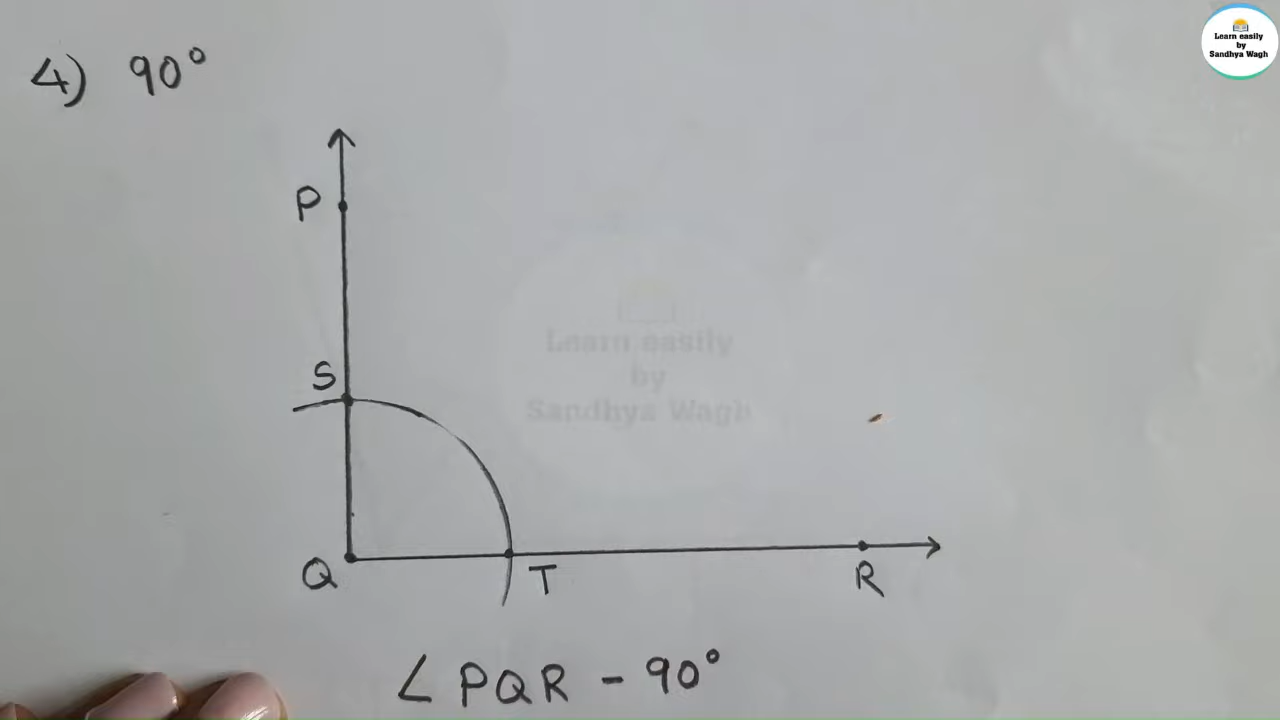 Learn easily
by
Sandhya Wagh
4) 90°
P
S
Learn easily
by
Sandhya Wagh
Q
T
R
∠ PQR - 90°